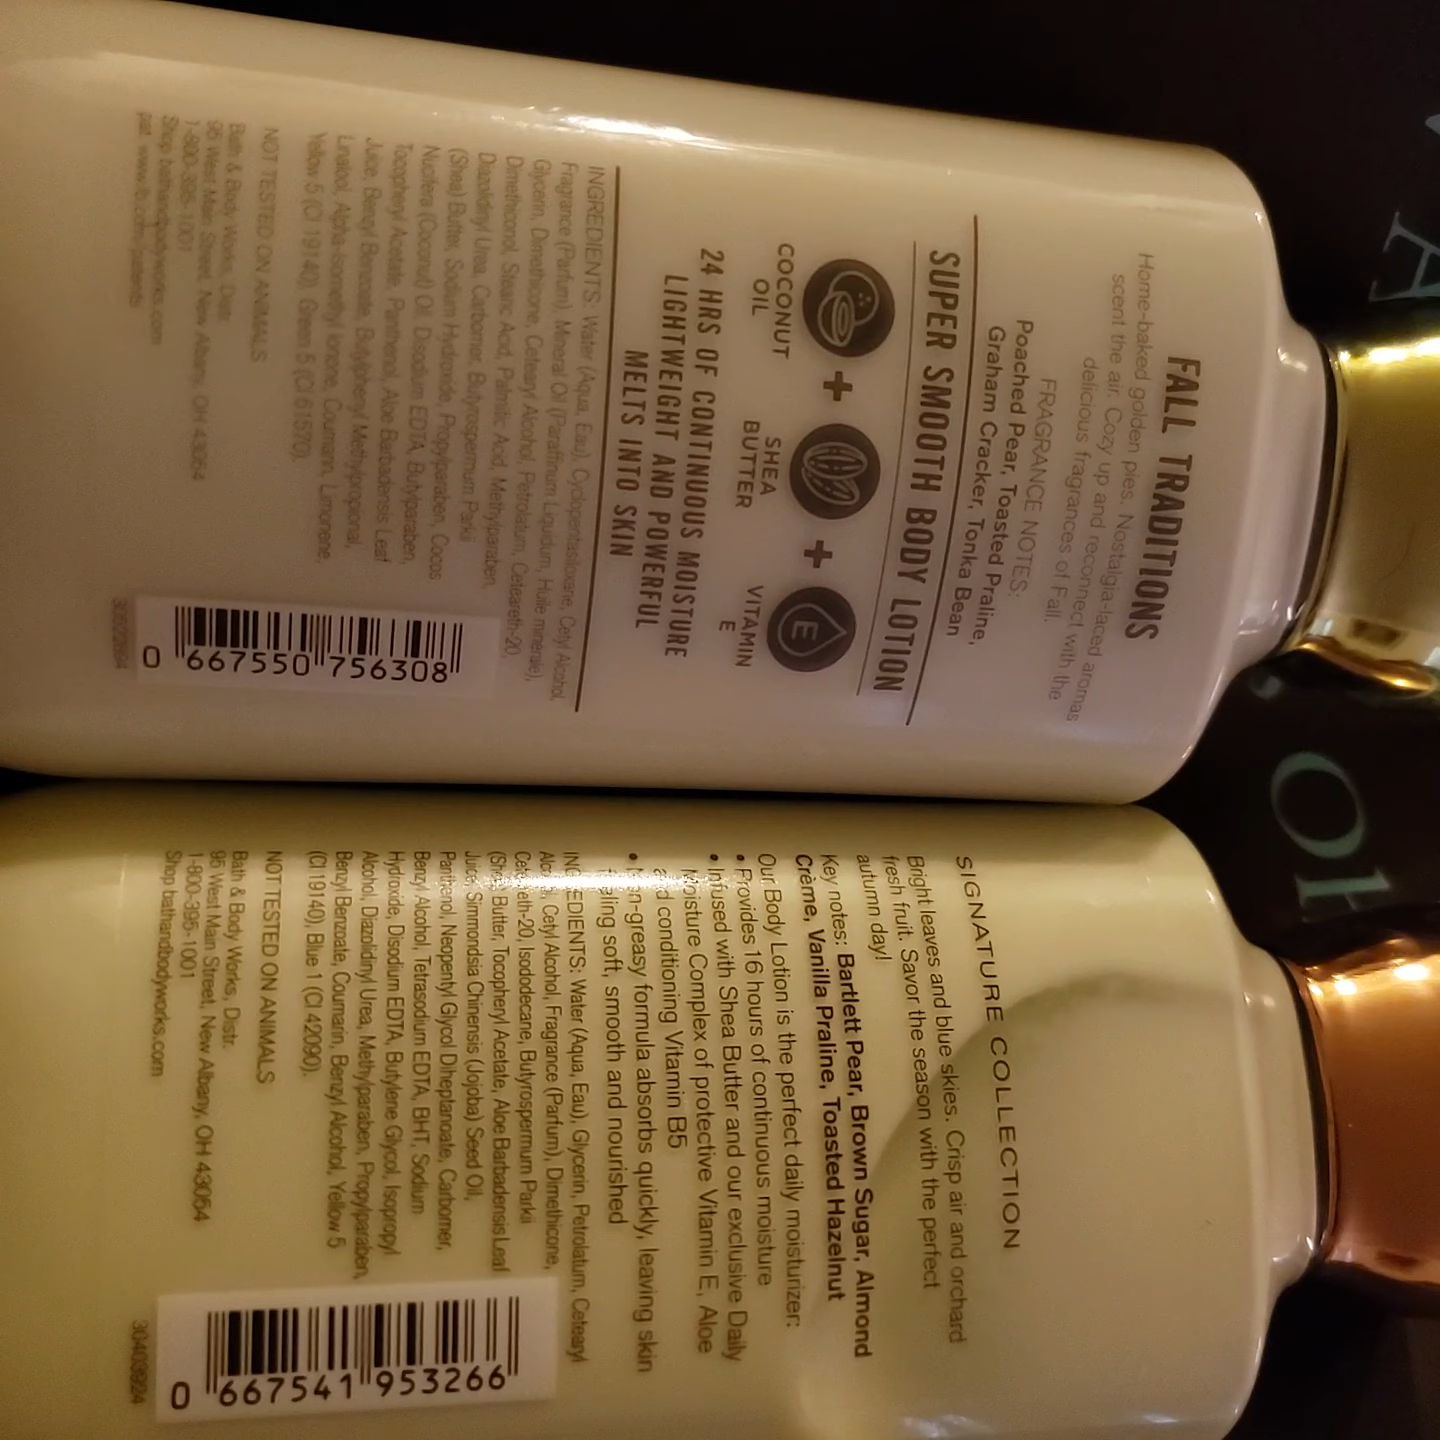 FALL TRADITIONS
Home-baked golden pies. Nostalgia-laced aromas
scent the air. Cozy up and reconnect with the
delicious fragrances of Fall.
FRAGRANCE NOTES:
Poached Pear, Toasted Praline,
Graham Cracker, Tonka Bean
SUPER SMOOTH BODY LOTION
COCONUT
OIL
+
SHEA
BUTTER
+
E
VITAMIN
E
24 HRS OF CONTINUOUS MOISTURE
LIGHTWEIGHT AND POWERFUL
MELTS INTO SKIN
INGREDIENTS: Water (Aqua, Eau), Cyclopentasiloxane, Cetyl Alcohol,
Fragrance (Parfum), Mineral Oil (Paraffinum Liquidum, Huile minerale),
Glycerin, Dimethicone, Cetearyl Alcohol, Petrolatum, Ceteareth-20,
Dimethiconol, Stearic Acid, Palmitic Acid, Methylparaben,
Diazolidinyl Urea, Carbomer, Butyrospermum Parkii
(Shea) Butter, Sodium Hydroxide, Propylparaben, Cocos
Nucifera (Coconut) Oil, Disodium EDTA, Butylparaben,
Tocopheryl Acetate, Panthenol, Aloe Barbadensis Leaf
Juice, Benzyl Benzoate, Butylphenyl Methylpropional,
Linalool, Alpha-isomethyl Ionone, Coumarin, Limonene,
Yellow 5 (CI 19140), Green 5 (CI 61570).
NOT TESTED ON ANIMALS
Bath & Body Works, Distr.
95 West Main Street, New Albany, OH 43054
1-800-395-1001
Shop bathandbodyworks.com
pat. www.lb.com/patents
0 667550 756308
SIGNATURE COLLECTION
Bright leaves and blue skies. Crisp air and orchard
fresh fruit. Savor the season with the perfect
autumn day!
Key notes: Bartlett Pear, Brown Sugar, Almond
Crème, Vanilla Praline, Toasted Hazelnut
Our Body Lotion is the perfect daily moisturizer:
• Provides 16 hours of continuous moisture
• Infused with Shea Butter and our exclusive Daily
Moisture Complex of protective Vitamin E, Aloe
and conditioning Vitamin B5
• Non-greasy formula absorbs quickly, leaving skin
feeling soft, smooth and nourished
INGREDIENTS: Water (Aqua, Eau), Glycerin, Petrolatum, Cetearyl
Alcohol, Cetyl Alcohol, Fragrance (Parfum), Dimethicone,
Ceteareth-20, Isododecane, Butyrospermum Parkii
(Shea) Butter, Tocopheryl Acetate, Aloe Barbadensis Leaf
Juice, Simmondsia Chinensis (Jojoba) Seed Oil,
Panthenol, Neopentyl Glycol Diheptanoate, Carbomer,
Benzyl Alcohol, Tetrasodium EDTA, BHT, Sodium
Hydroxide, Disodium EDTA, Butylene Glycol, Isopropyl
Alcohol, Diazolidinyl Urea, Methylparaben, Propylparaben,
Benzyl Benzoate, Coumarin, Benzyl Alcohol, Yellow 5
(CI 19140), Blue 1 (CI 42090).
NOT TESTED ON ANIMALS
Bath & Body Works, Distr.
95 West Main Street, New Albany, OH 43054
1-800-395-1001
Shop bathandbodyworks.com
0 667541 953266
30403924